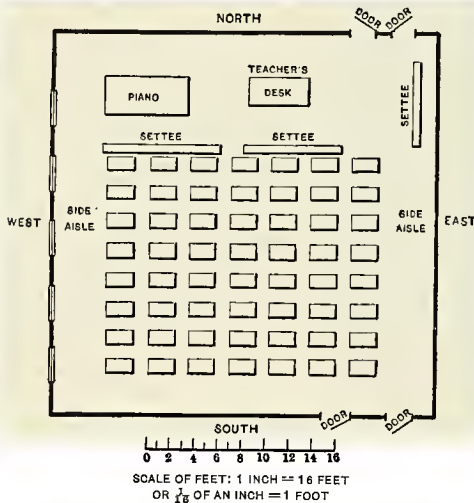 NORTH
DOOR DOOR
TEACHER'S
PIANO
DESK
SETTEE
SETTEE SETTEE
WEST
SIDE
AISLE
SIDE
AISLE
EAST
SOUTH
DOOR
DOOR
0 2 4 6 8 10 12 14 16
SCALE OF FEET: 1 INCH = 16 FEET
OR 1/16 OF AN INCH = 1 FOOT